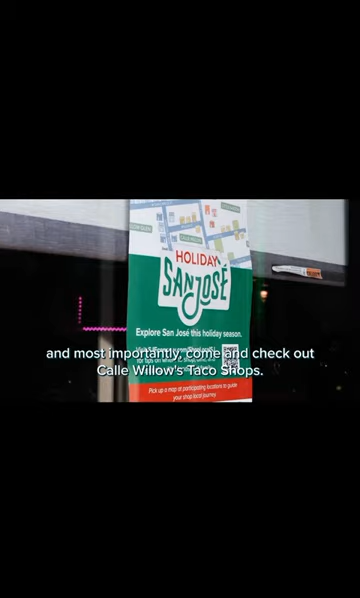 HOLIDAY
SAN JOSÉ
Explore San José this holiday season.
and most importantly, come and check out
Calle Willow's Taco Shops.
Pick up a map at participating locations to guide
your shop local journey.